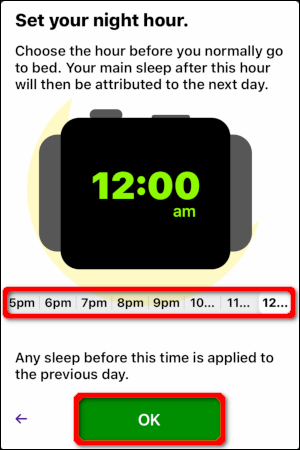 Set your night hour.
Choose the hour before you normally go
to bed. Your main sleep after this hour
will then be attributed to the next day.
12:00
am
5pm 6pm 7pm 8pm 9pm 10... 11... 12...
Any sleep before this time is applied to
the previous day.
← OK